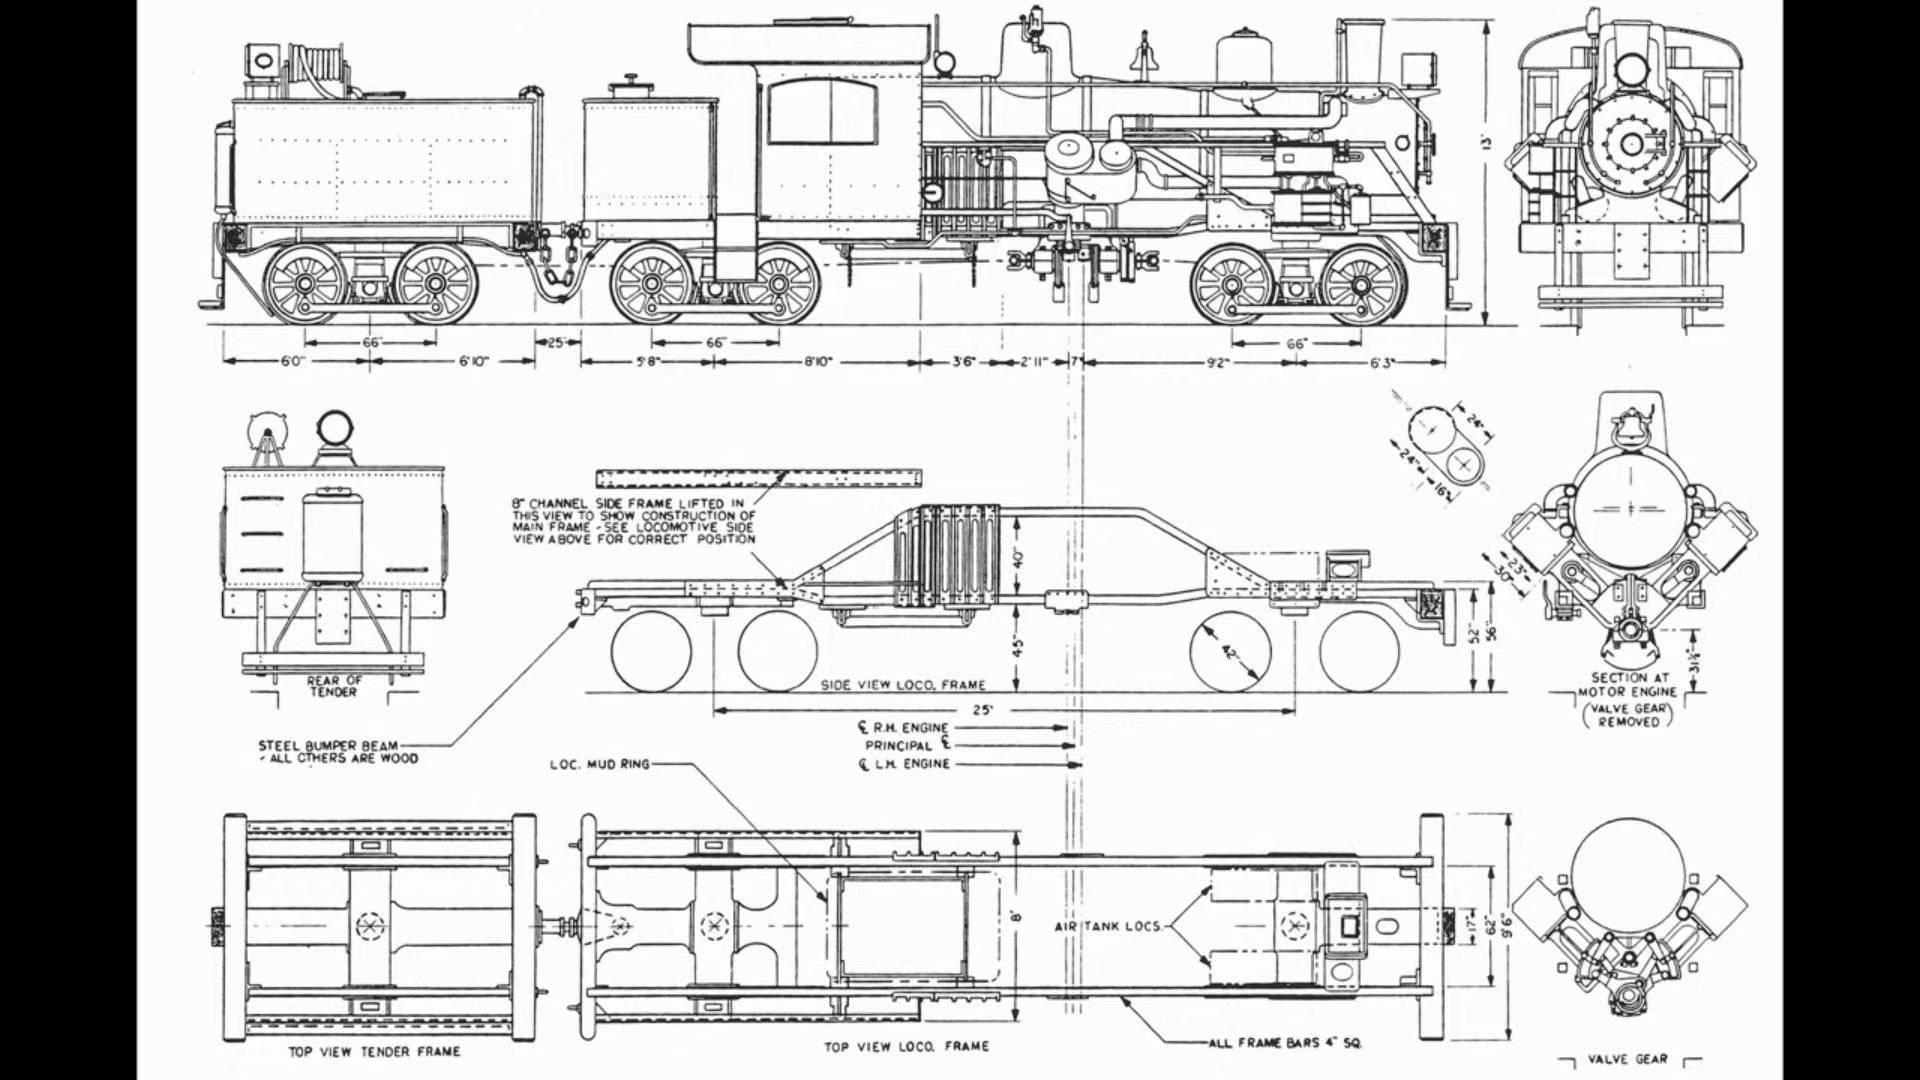 13'
66"
25"
66"
66"
6'0"
6'10"
5'8"
8'10"
3'6"
2'11"
7"
9'2"
6'3"
24"
24"
16¾
8" CHANNEL SIDE FRAME LIFTED IN
THIS VIEW TO SHOW CONSTRUCTION OF
MAIN FRAME - SEE LOCOMOTIVE SIDE
VIEW ABOVE FOR CORRECT POSITION
40"
45"
42"
52"
56"
23"
30"
31½"
REAR OF
TENDER
SIDE VIEW LOCO. FRAME
SECTION AT
MOTOR ENGINE
(VALVE GEAR
REMOVED)
25'
℄ R.H. ENGINE
PRINCIPAL ℄
℄ L.H. ENGINE
STEEL BUMPER BEAM
- ALL OTHERS ARE WOOD
LOC. MUD RING
8'
AIR TANK LOCS.
17"
62"
9'6"
ALL FRAME BARS 4" SQ.
TOP VIEW TENDER FRAME
TOP VIEW LOCO. FRAME
VALVE GEAR